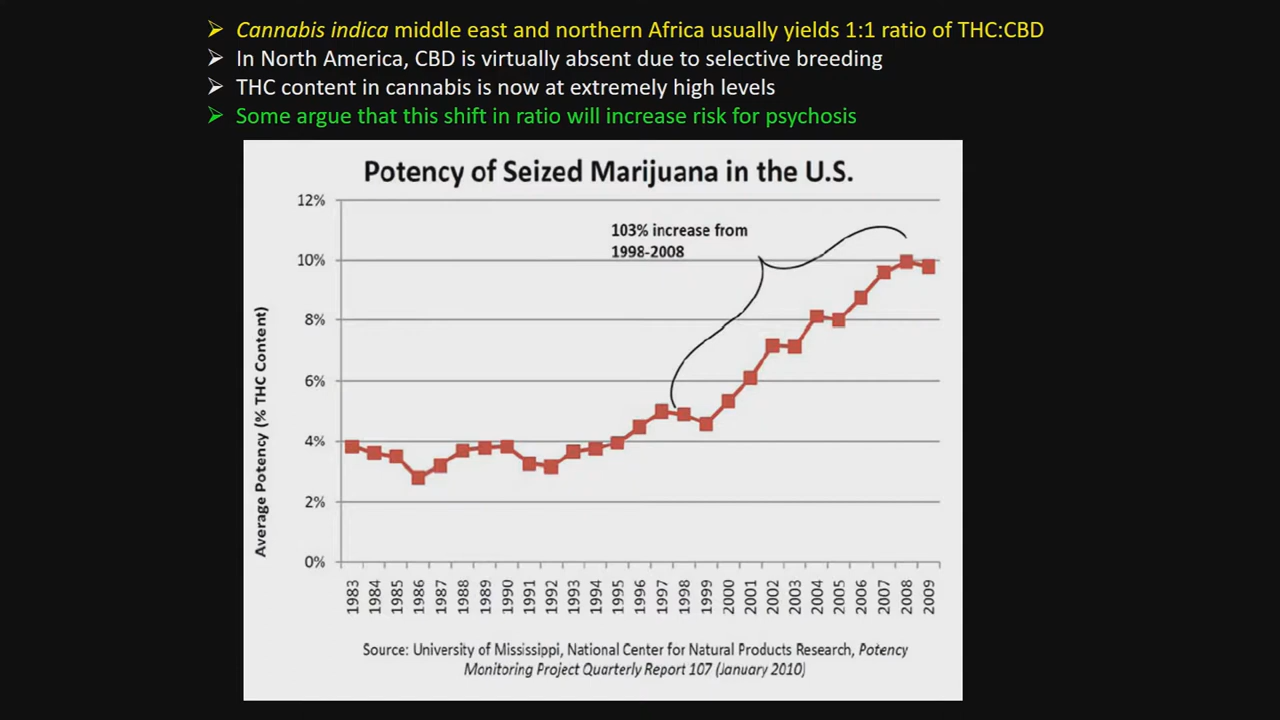 Cannabis indica middle east and northern Africa usually yields 1:1 ratio of THC:CBD
In North America, CBD is virtually absent due to selective breeding
THC content in cannabis is now at extremely high levels
Some argue that this shift in ratio will increase risk for psychosis
Potency of Seized Marijuana in the U.S.
12%
103% increase from
1998-2008
10%
8%
6%
4%
2%
0%
Average Potency (% THC Content)
1983 1984 1985 1986 1987 1988 1989 1990 1991 1992 1993 1994 1995 1996 1997 1998 1999 2000 2001 2002 2003 2004 2005 2006 2007 2008 2009
Source: University of Mississippi, National Center for Natural Products Research, Potency
Monitoring Project Quarterly Report 107 (January 2010)